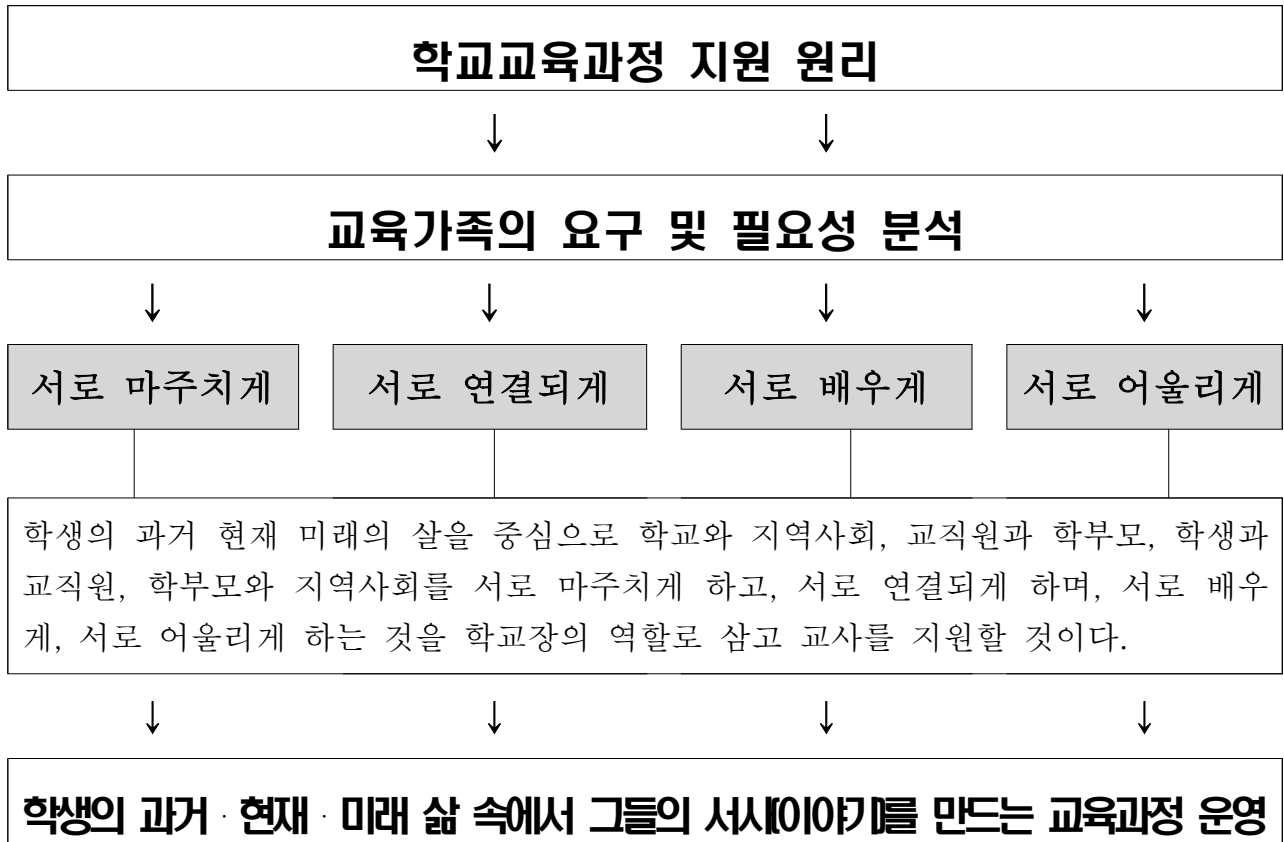 학교교육과정 지원 원리
↓ ↓
교육가족의 요구 및 필요성 분석
↓ ↓ ↓ ↓
서로 마주치게 서로 연결되게 서로 배우게 서로 어울리게
학생의 과거 현재 미래의 살을 중심으로 학교와 지역사회, 교직원과 학부모, 학생과
교직원, 학부모와 지역사회를 서로 마주치게 하고, 서로 연결되게 하며, 서로 배우
게, 서로 어울리게 하는 것을 학교장의 역할로 삼고 교사를 지원할 것이다.
↓ ↓ ↓ ↓
학생의 과거·현재·미래 삶 속에서 그들의 서사(이야기)를 만드는 교육과정 운영